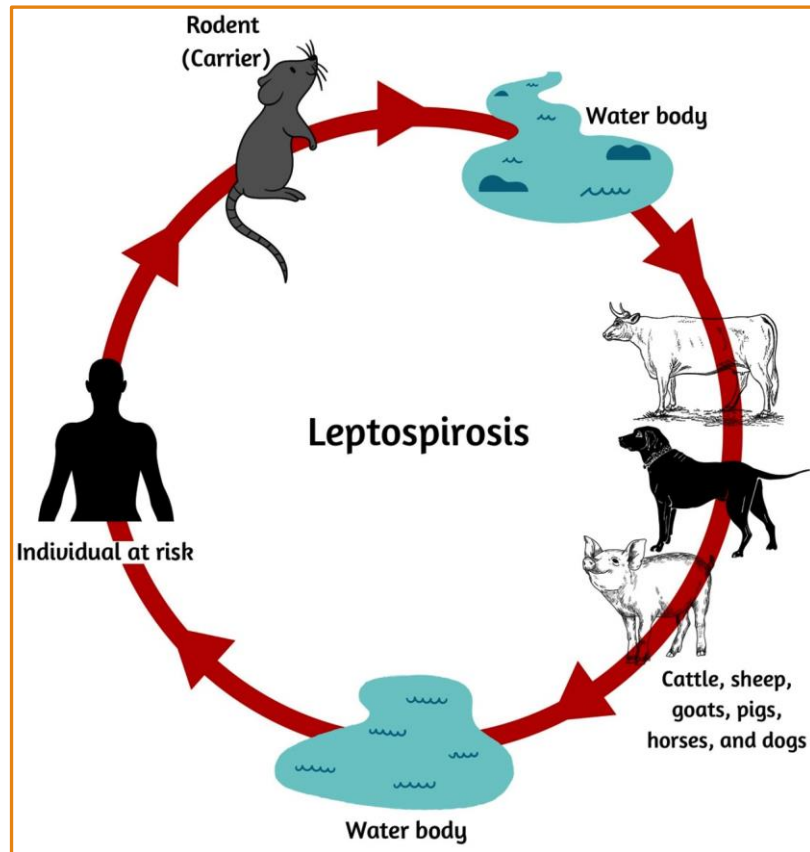 Rodent
(Carrier)
Water body
Leptospirosis
Individual at risk
Cattle, sheep,
goats, pigs,
horses, and dogs
Water body